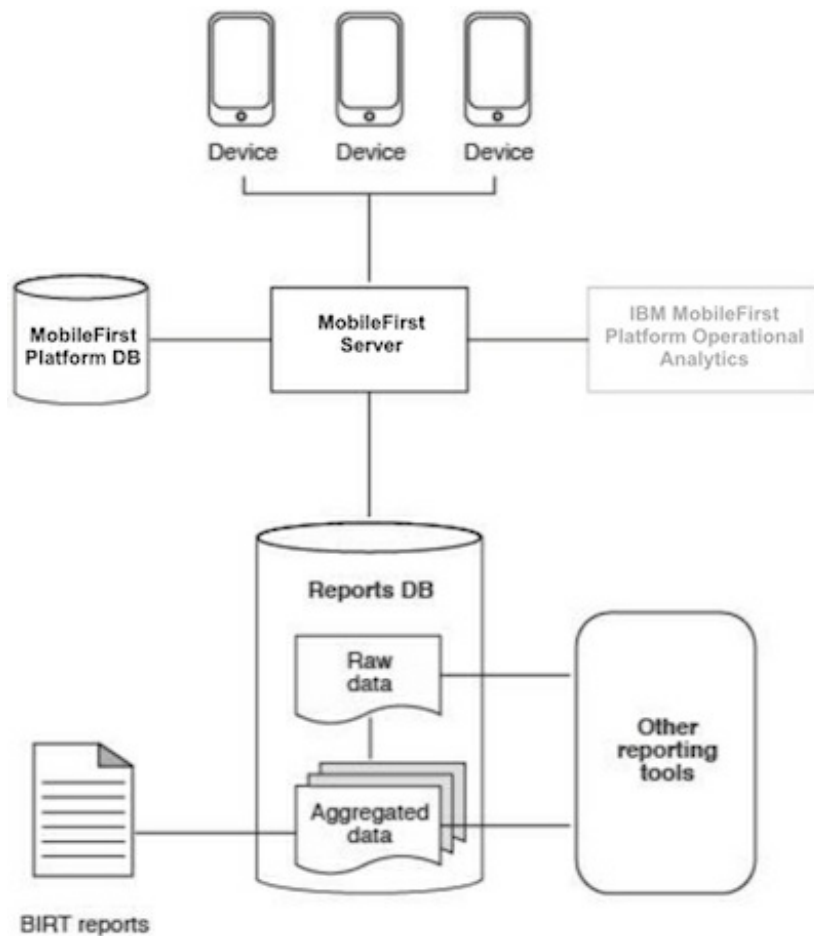 Device
Device
Device
MobileFirst
Platform DB
MobileFirst
Server
IBM MobileFirst
Platform Operational
Analytics
Reports DB
Raw
data
Other
reporting
tools
Aggregated
data
BIRT reports